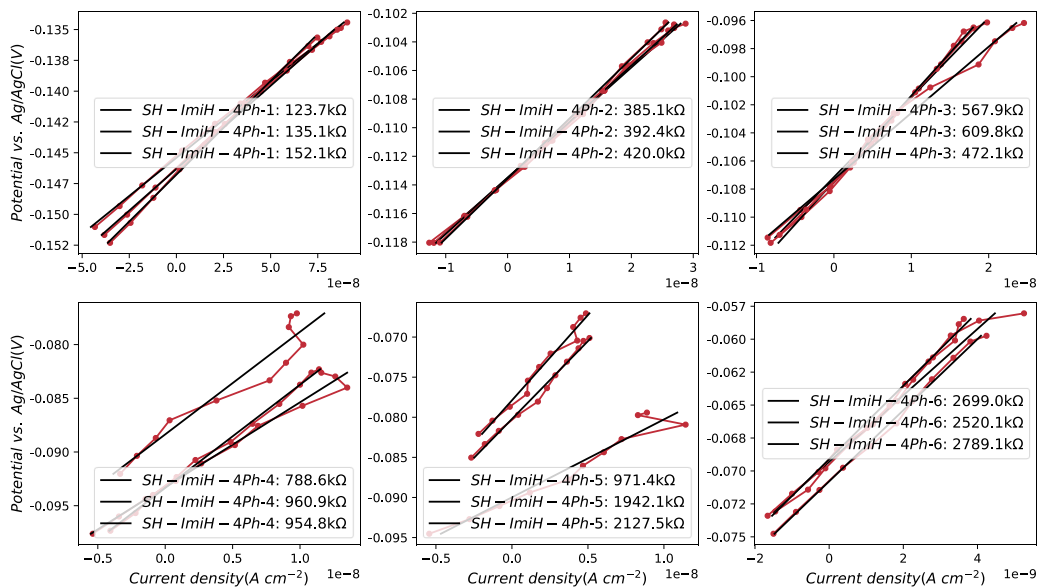 −0.135
−0.138
−0.140
−0.142
−0.145
−0.147
−0.150
−0.152
Potential vs. Ag/AgCl(V)
SH − ImiH − 4Ph-1: 123.7kΩ
SH − ImiH − 4Ph-1: 135.1kΩ
SH − ImiH − 4Ph-1: 152.1kΩ
−5.0 −2.5 0.0 2.5 5.0 7.5
1e−8
−0.102
−0.104
−0.106
−0.108
−0.110
−0.112
−0.114
−0.116
−0.118
SH − ImiH − 4Ph-2: 385.1kΩ
SH − ImiH − 4Ph-2: 392.4kΩ
SH − ImiH − 4Ph-2: 420.0kΩ
−1 0 1 2 3
1e−8
−0.096
−0.098
−0.100
−0.102
−0.104
−0.106
−0.108
−0.110
−0.112
SH − ImiH − 4Ph-3: 567.9kΩ
SH − ImiH − 4Ph-3: 609.8kΩ
SH − ImiH − 4Ph-3: 472.1kΩ
−1 0 1 2
1e−8
−0.080
−0.085
−0.090
−0.095
Potential vs. Ag/AgCl(V)
SH − ImiH − 4Ph-4: 788.6kΩ
SH − ImiH − 4Ph-4: 960.9kΩ
SH − ImiH − 4Ph-4: 954.8kΩ
−0.5 0.0 0.5 1.0
1e−8
Current density(A cm−2)
−0.070
−0.075
−0.080
−0.085
−0.090
−0.095
SH − ImiH − 4Ph-5: 971.4kΩ
SH − ImiH − 4Ph-5: 1942.1kΩ
SH − ImiH − 4Ph-5: 2127.5kΩ
−0.5 0.0 0.5 1.0
1e−8
Current density(A cm−2)
−0.057
−0.060
−0.063
−0.065
−0.068
−0.070
−0.073
−0.075
SH − ImiH − 4Ph-6: 2699.0kΩ
SH − ImiH − 4Ph-6: 2520.1kΩ
SH − ImiH − 4Ph-6: 2789.1kΩ
−2 0 2 4
1e−9
Current density(A cm−2)